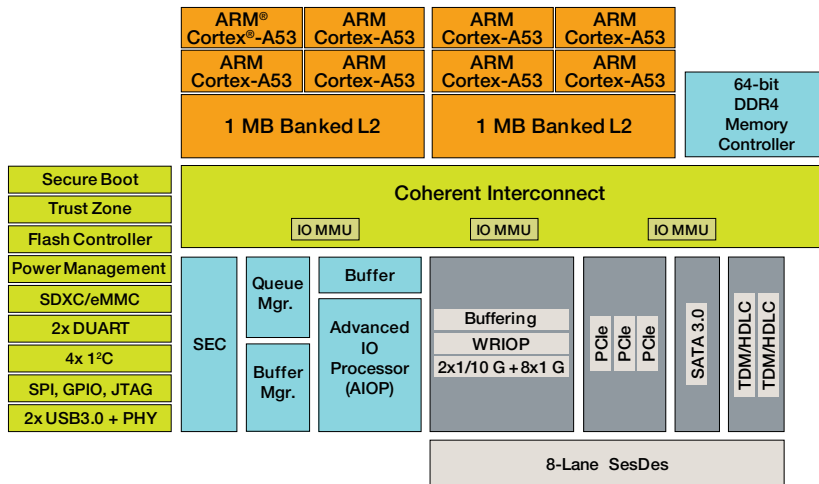 ARM®
Cortex®-A53
ARM
Cortex-A53
ARM
Cortex-A53
ARM
Cortex-A53
ARM
Cortex-A53
ARM
Cortex-A53
ARM
Cortex-A53
ARM
Cortex-A53
1 MB Banked L2
1 MB Banked L2
64-bit
DDR4
Memory
Controller
Secure Boot
Trust Zone
Flash Controller
Power Management
SDXC/eMMC
2x DUART
4x 1²C
SPI, GPIO, JTAG
2x USB3.0 + PHY
Coherent Interconnect
IO MMU
IO MMU
IO MMU
SEC
Queue
Mgr.
Buffer
Mgr.
Buffer
Advanced
IO
Processor
(AIOP)
Buffering
WRIOP
2x1/10 G + 8x1 G
PCIe
PCIe
PCIe
SATA 3.0
TDM/HDLC
TDM/HDLC
8-Lane SesDes